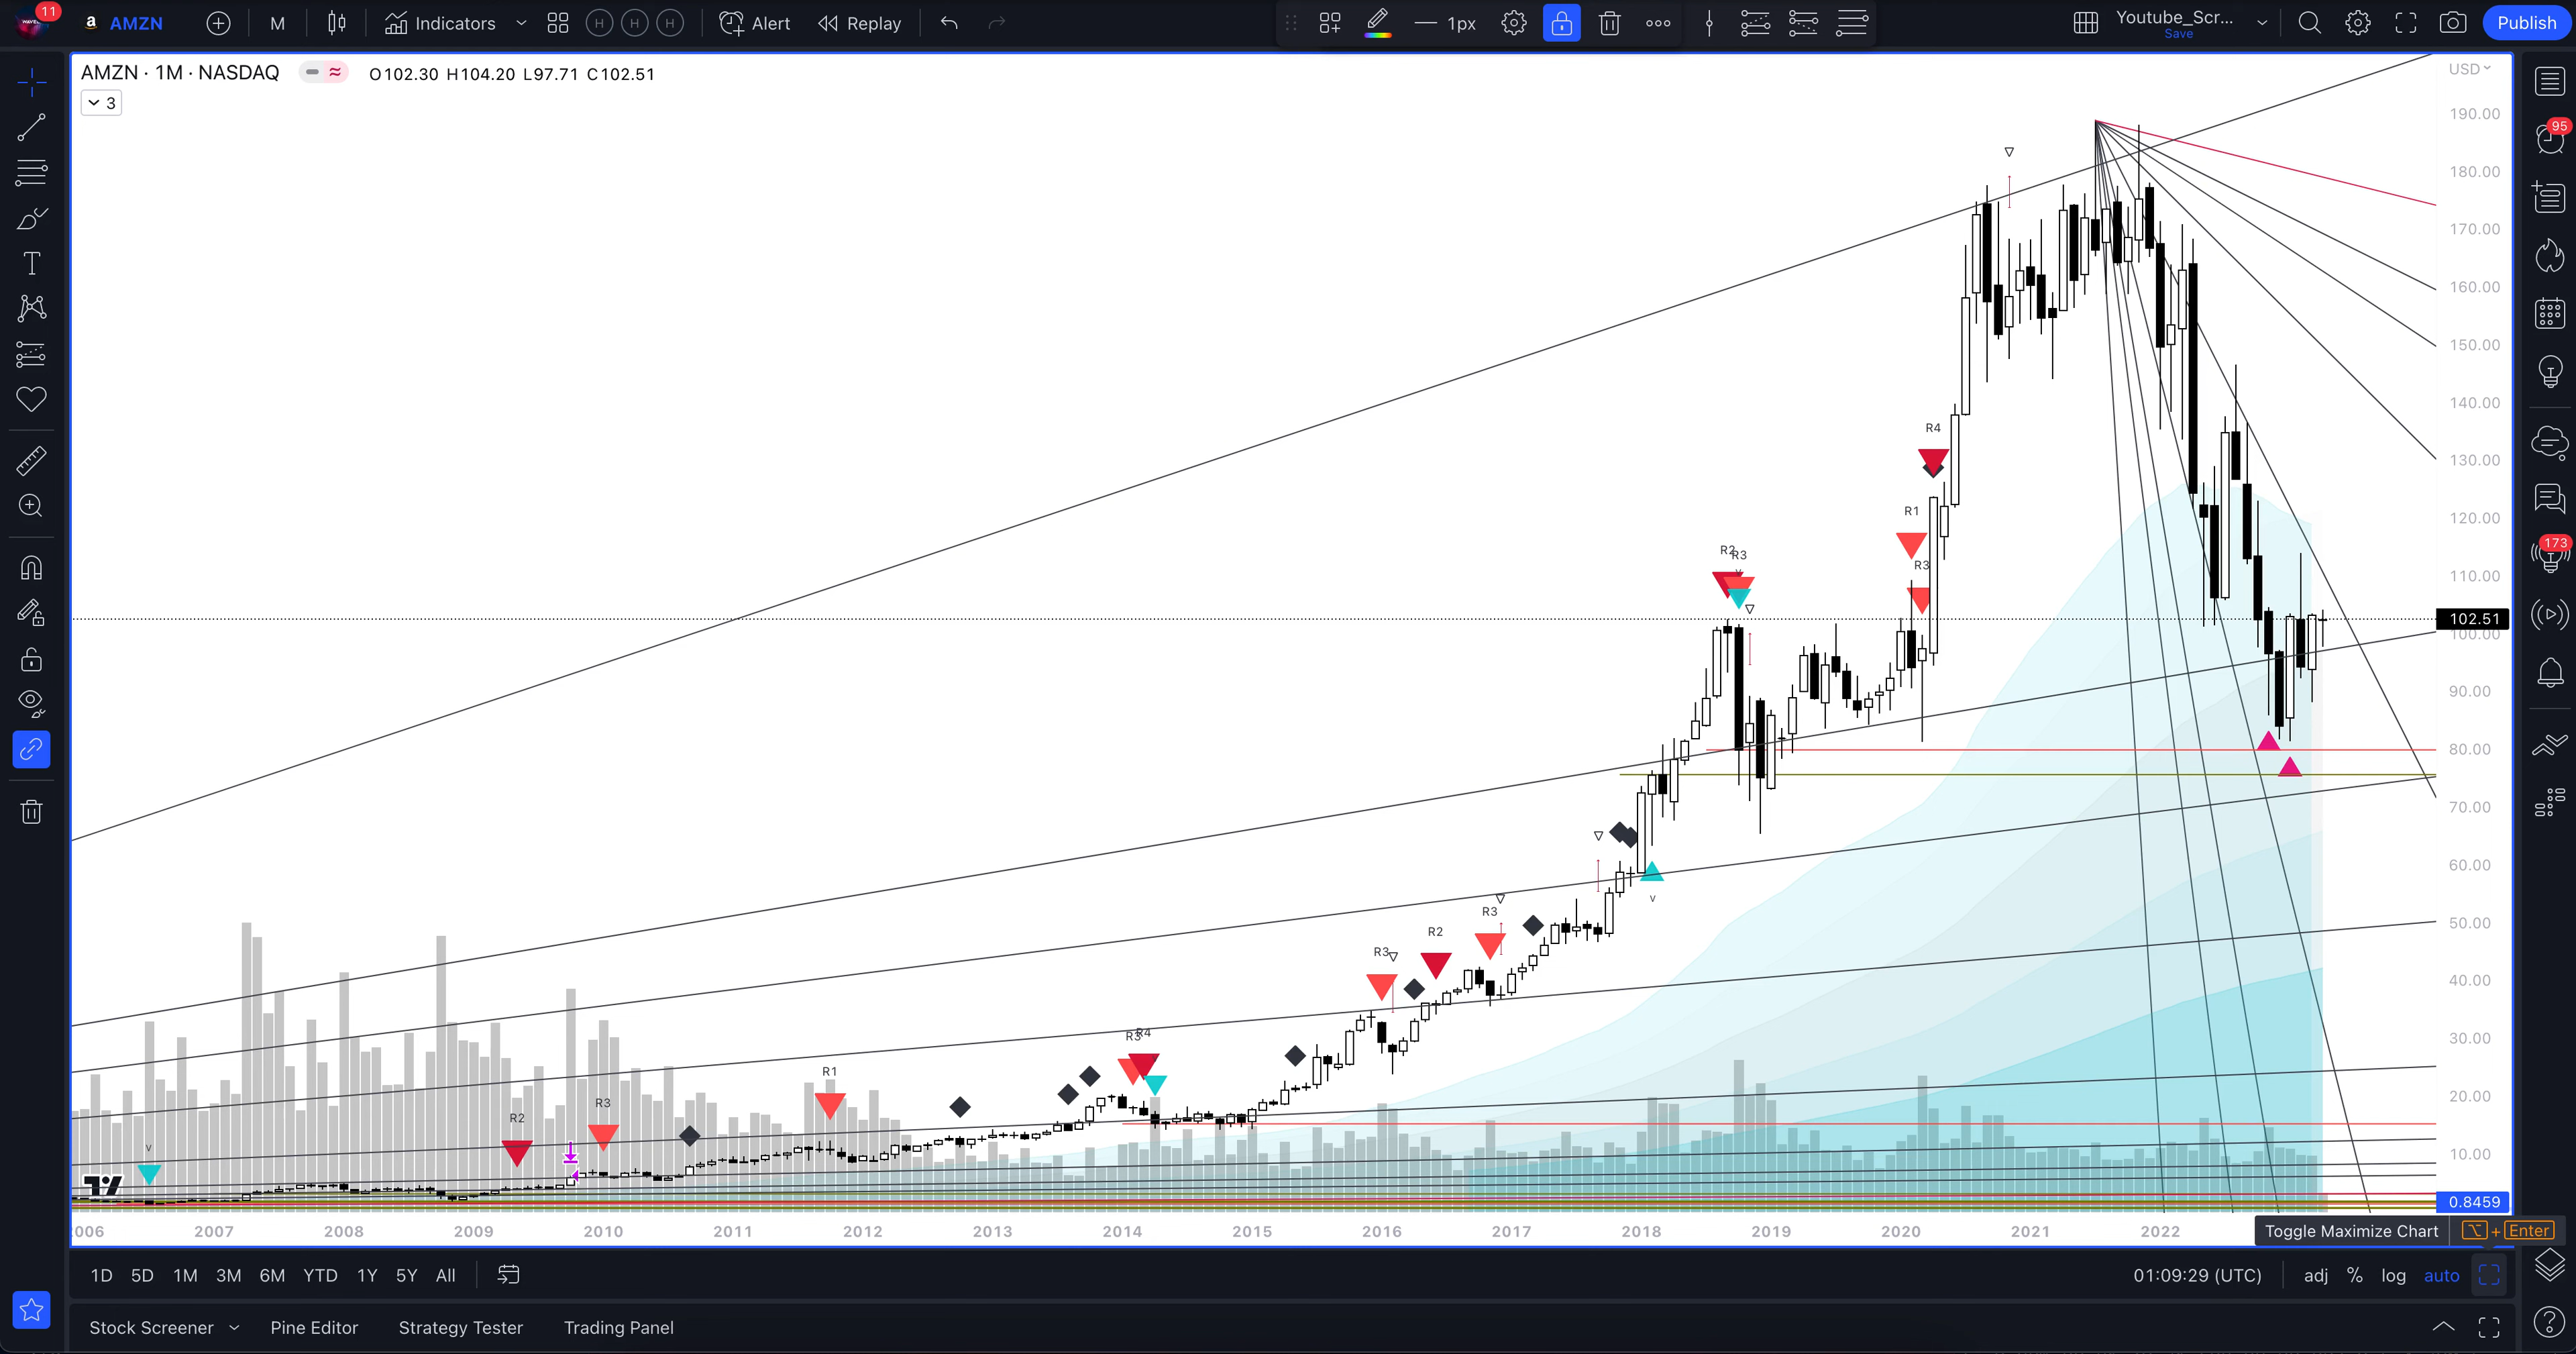 11
AMZN
M
Indicators
H H H
Alert
Replay
1px
Youtube_Scr...
Save
Publish
AMZN · 1M · NASDAQ
O102.30 H104.20 L97.71 C102.51
3
USD
190.00
180.00
170.00
160.00
150.00
140.00
130.00
120.00
110.00
102.51
100.00
90.00
80.00
70.00
60.00
50.00
40.00
30.00
20.00
10.00
0.8459
95
173
R4
R1
R3
R2 R3
v
R3
R2
R3
v
R3 R4
R1
R3
R2
v
2006 2007 2008 2009 2010 2011 2012 2013 2014 2015 2016 2017 2018 2019 2020 2021 2022
Toggle Maximize Chart
⌥ + Enter
1D 5D 1M 3M 6M YTD 1Y 5Y All
01:09:29 (UTC)
adj % log auto
Stock Screener
Pine Editor
Strategy Tester
Trading Panel